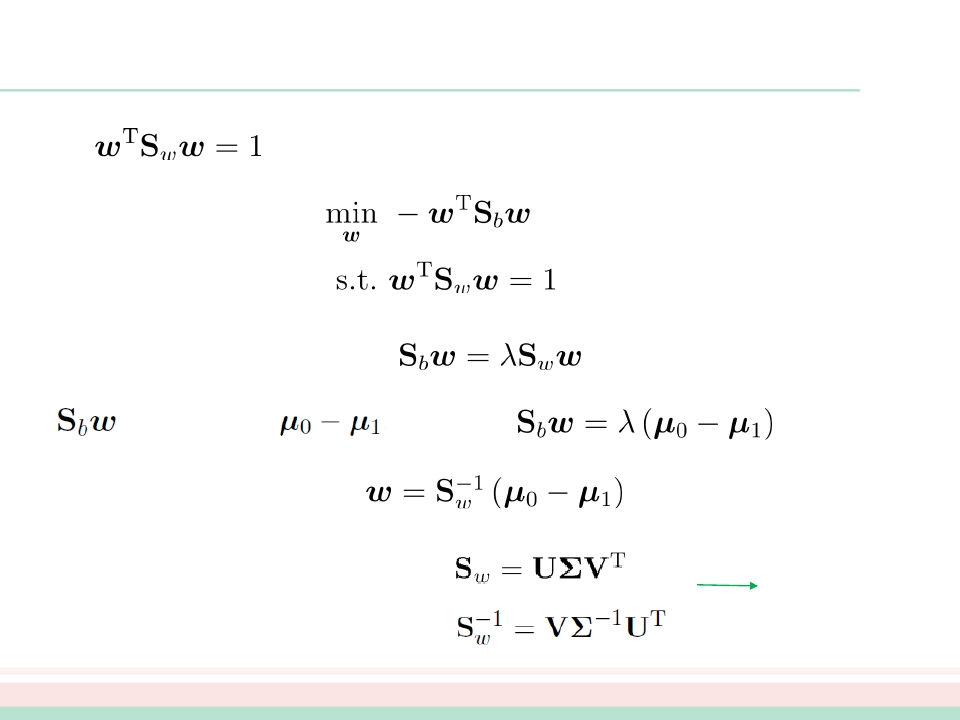 w^T S_w w = 1
min_w − w^T S_b w
s.t. w^T S_w w = 1
S_b w = λ S_w w
S_b w μ_0 − μ_1 S_b w = λ (μ_0 − μ_1)
w = S_w^{−1} (μ_0 − μ_1)
S_w = U Σ V^T
S_w^{−1} = V Σ^{−1} U^T